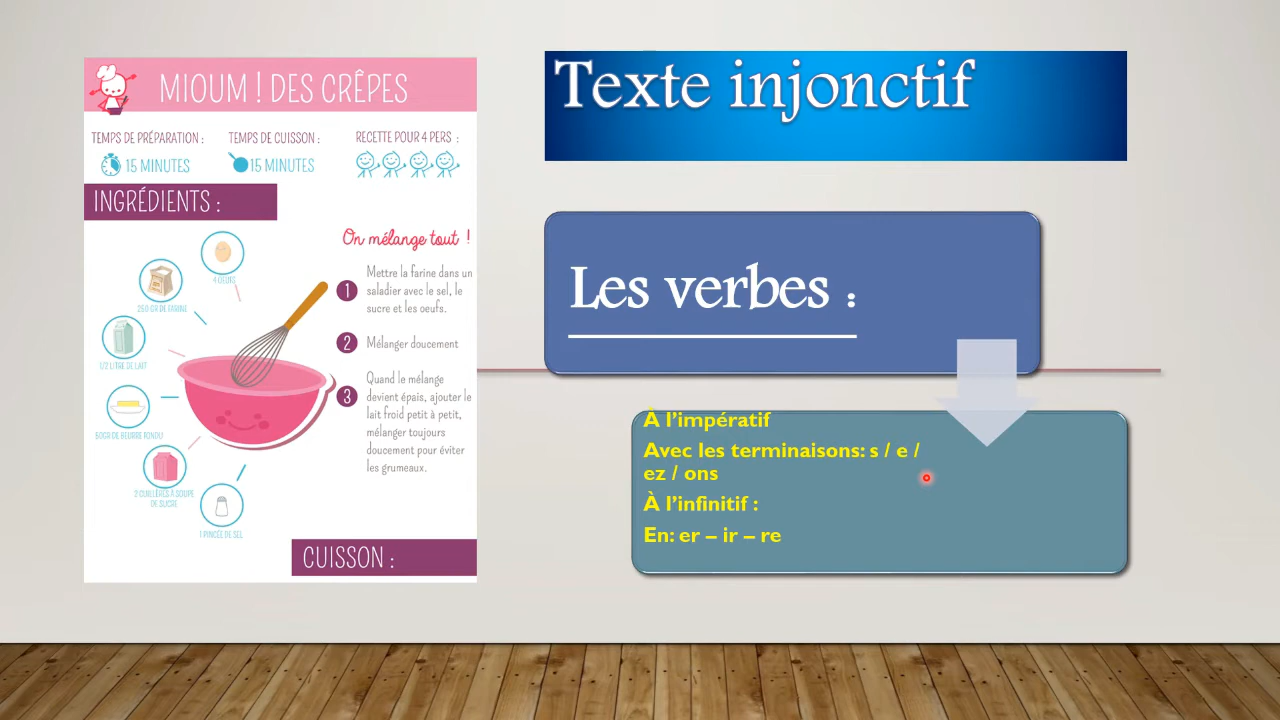 MIOUM ! DES CRÊPES
TEMPS DE PRÉPARATION :
15 MINUTES
TEMPS DE CUISSON :
15 MINUTES
RECETTE POUR 4 PERS :
INGRÉDIENTS :
4 OEUFS
250 GR DE FARINE
1/2 LITRE DE LAIT
50GR DE BEURRE FONDU
2 CUILLÈRES À SOUPE
DE SUCRE
1 PINCÉE DE SEL
On mélange tout !
1
Mettre la farine dans un
saladier avec le sel, le
sucre et les oeufs.
2
Mélanger doucement
3
Quand le mélange
devient épais, ajouter le
lait froid petit à petit,
mélanger toujours
doucement pour éviter
les grumeaux.
CUISSON :
Texte injonctif
Les verbes :
À l'impératif
Avec les terminaisons: s / e /
ez / ons
À l'infinitif :
En: er – ir – re